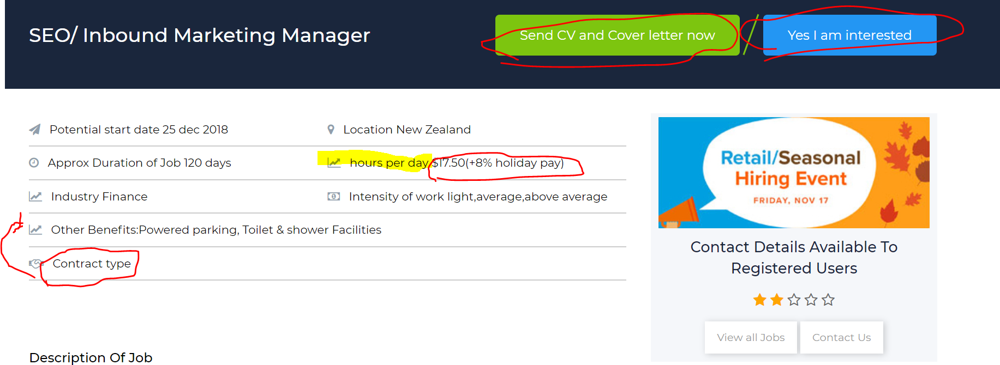 SEO/ Inbound Marketing Manager
Send CV and Cover letter now
Yes I am interested
Potential start date 25 dec 2018
Location New Zealand
Approx Duration of Job 120 days
hours per day $17.50(+8% holiday pay)
Industry Finance
Intensity of work light,average,above average
Other Benefits:Powered parking, Toilet & shower Facilities
Contract type
Description Of Job
Retail/Seasonal
Hiring Event
FRIDAY, NOV 17
Contact Details Available To
Registered Users
View all Jobs
Contact Us